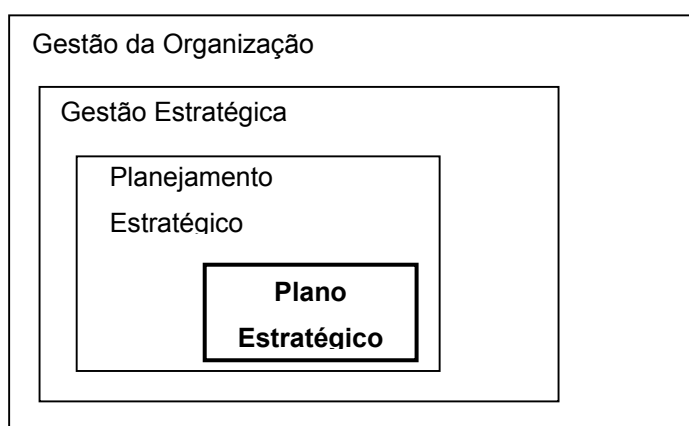 Gestão da Organização
Gestão Estratégica
Planejamento
Estratégico
Plano
Estratégico